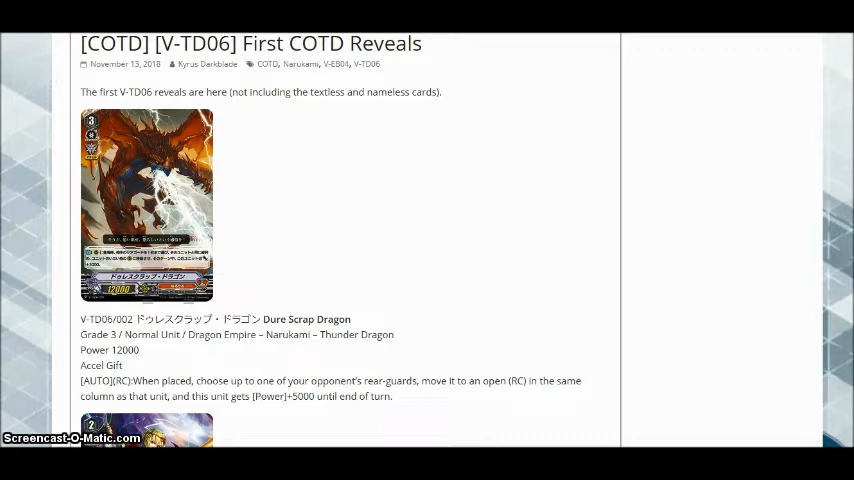 [COTD] [V-TD06] First COTD Reveals
November 13, 2018 Kyrus Darkblade COTD, Narukami, V-EB04, V-TD06
The first V-TD06 reveals are here (not including the textless and nameless cards).
3
ドゥレスクラップ・ドラゴン
12000
V-TD06/002 ドゥレスクラップ・ドラゴン Dure Scrap Dragon
Grade 3 / Normal Unit / Dragon Empire – Narukami – Thunder Dragon
Power 12000
Accel Gift
[AUTO](RC):When placed, choose up to one of your opponent's rear-guards, move it to an open (RC) in the same
column as that unit, and this unit gets [Power]+5000 until end of turn.
2
Screencast-O-Matic.com